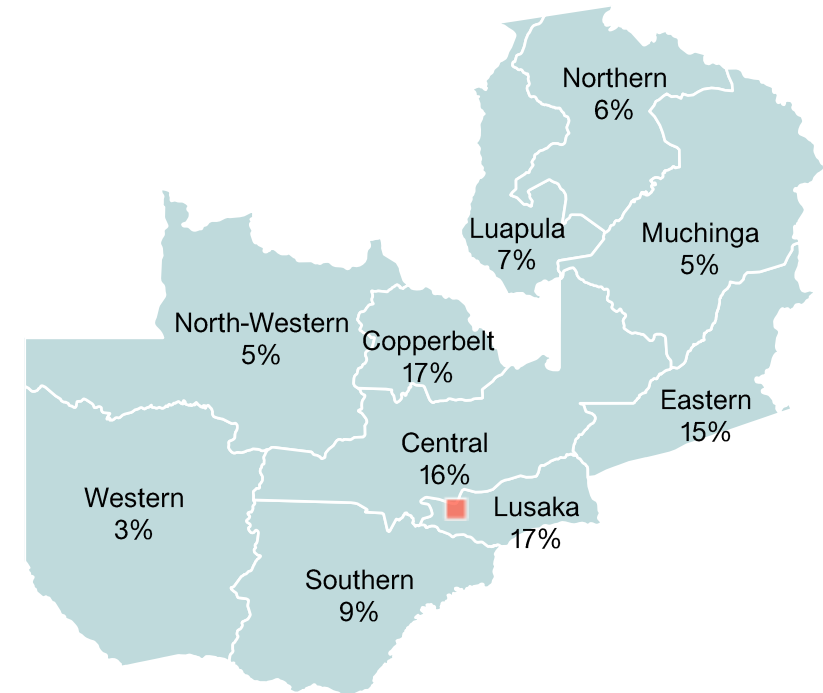 Northern
6%
Luapula
7%
Muchinga
5%
North-Western
5%
Copperbelt
17%
Eastern
15%
Central
16%
Western
3%
Lusaka
17%
Southern
9%